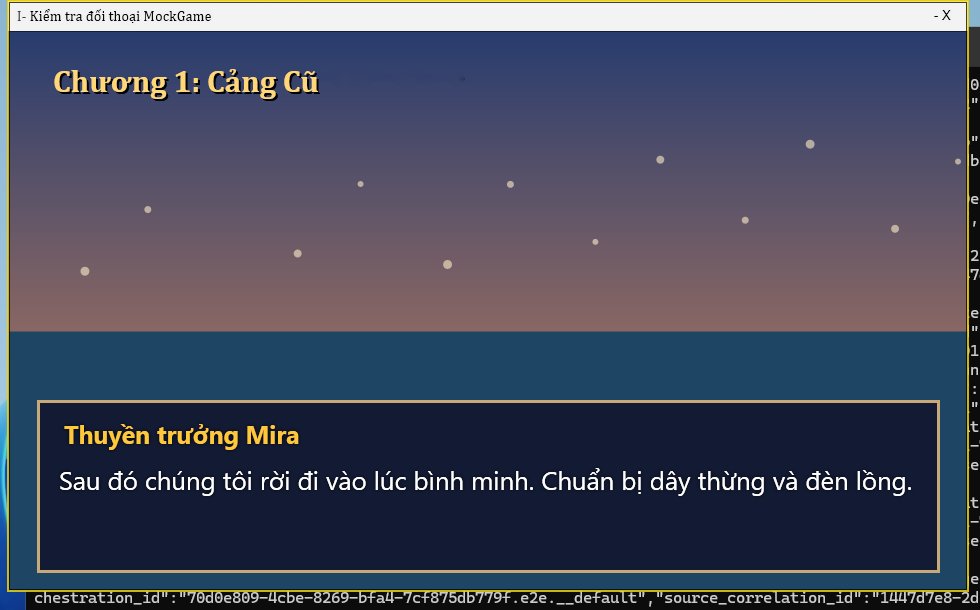 I- Kiểm tra đối thoại MockGame
- X
Chương 1: Cảng Cũ
Thuyền trưởng Mira
Sau đó chúng tôi rời đi vào lúc bình minh. Chuẩn bị dây thừng và đèn lồng.
chestration_id":"70d0e809-4cbe-8269-bfa4-7cf875db779f.e2e.__default","source_correlation_id":"1447d7e8-2d